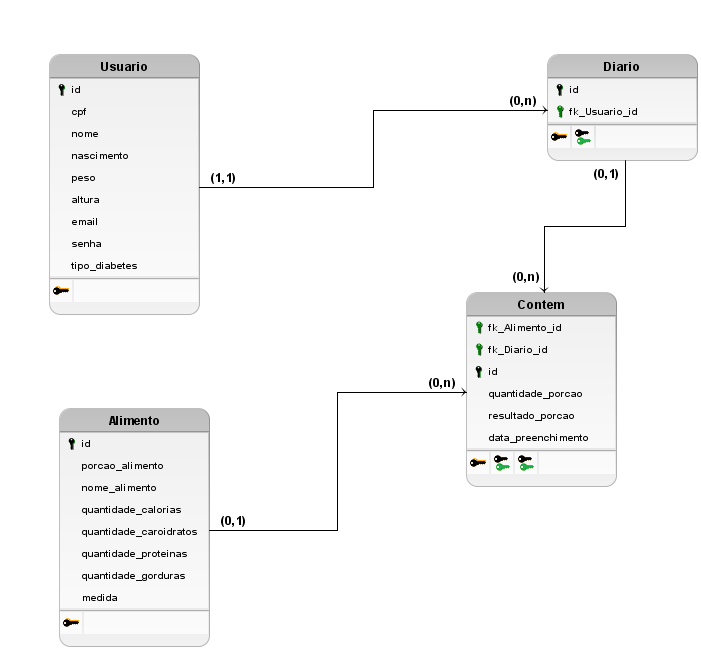 Usuario
id
cpf
nome
nascimento
peso
altura
email
senha
tipo_diabetes
(1,1)
(0,n)
Diario
id
fk_Usuario_id
(0,1)
(0,n)
Contem
fk_Alimento_id
fk_Diario_id
id
quantidade_porcao
resultado_porcao
data_preenchimento
(0,n)
Alimento
id
porcao_alimento
nome_alimento
quantidade_calorias
quantidade_caroidratos
quantidade_proteinas
quantidade_gorduras
medida
(0,1)